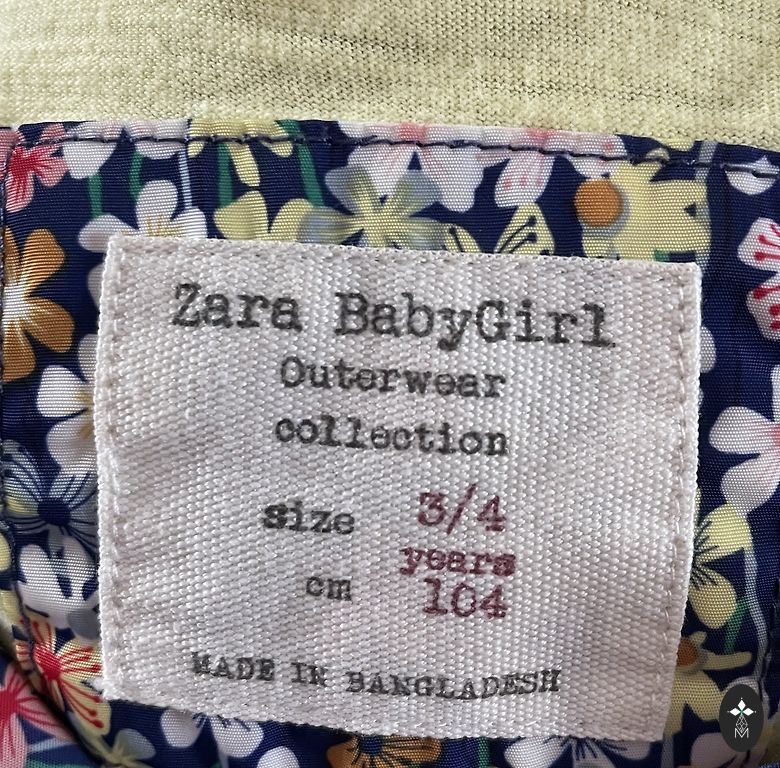 Zara BabyGirl
Outerwear
collection
size 3/4
years
cm 104
MADE IN BANGLADESH
M